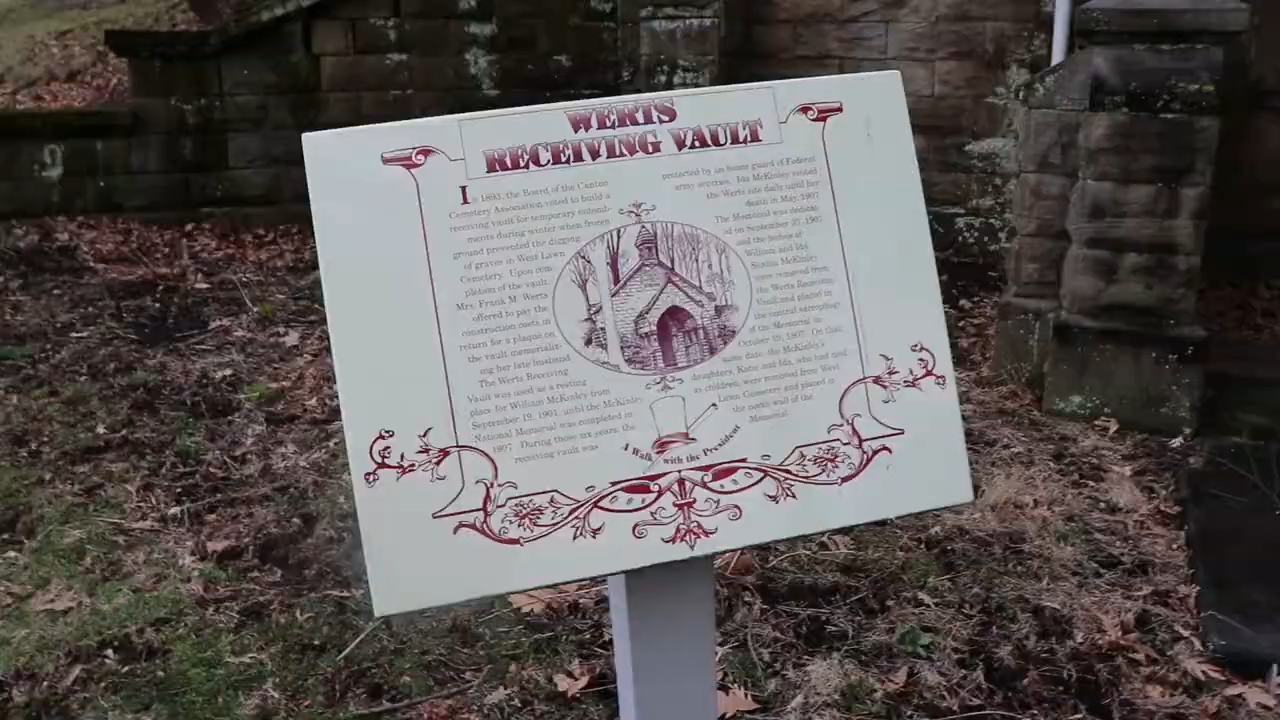 WERTS
RECEIVING VAULT
In 1893, the Board of the Canton
Cemetery Association voted to build a
receiving vault for temporary entomb-
ments during winter when frozen
ground prevented the digging
of graves in West Lawn
Cemetery. Upon com-
pletion of the vault,
Mrs. Frank M. Werts
offered to pay the
construction costs in
return for a plaque on
the vault memorializ-
ing her late husband
The Werts Receiving
Vault was used as a resting
place for William McKinley from
September 19, 1901, until the McKinley
National Memorial was completed in
1907. During those six years, the
receiving vault was
protected by an honor guard of Federal
army sentries. Ida McKinley visited
the Werts site daily until her
death in May, 1907
The Memorial was dedicat-
ed on September 30, 1907
and the bodies of
William and Ida
Saxton McKinley
were removed from
the Werts Receiving
Vault and placed in
the central sarcophagi
of the Memorial on
October 10, 1907. On that
same date, the McKinley's
daughters, Katie and Ida, who had died
as children, were removed from West
Lawn Cemetery and placed in
the north wall of the
Memorial.
A Walk with the President